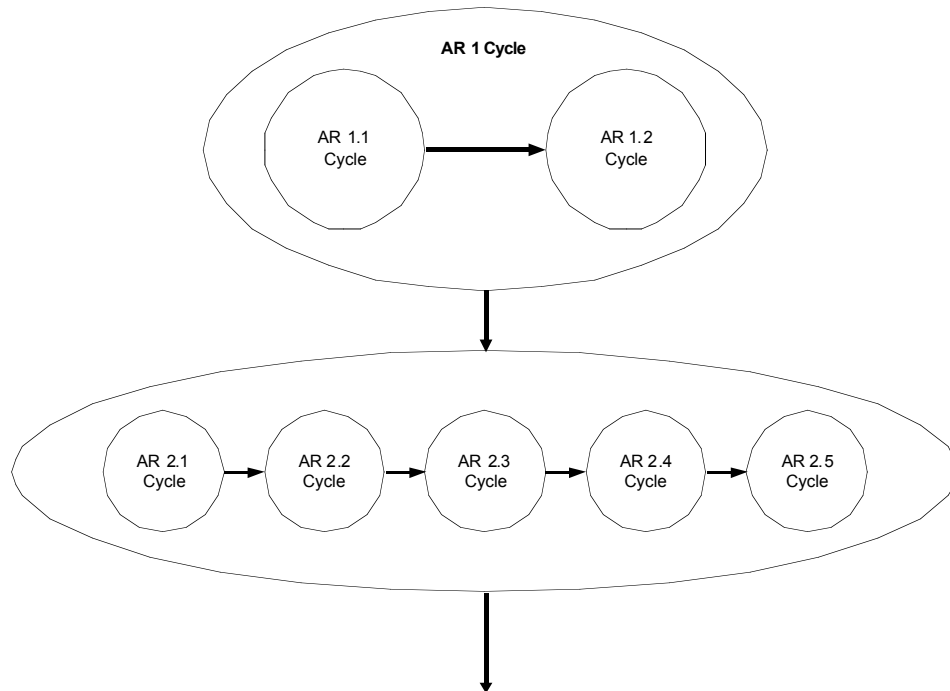 AR 1 Cycle
AR 1.1
Cycle
AR 1.2
Cycle
AR 2.1
Cycle
AR 2.2
Cycle
AR 2.3
Cycle
AR 2.4
Cycle
AR 2.5
Cycle